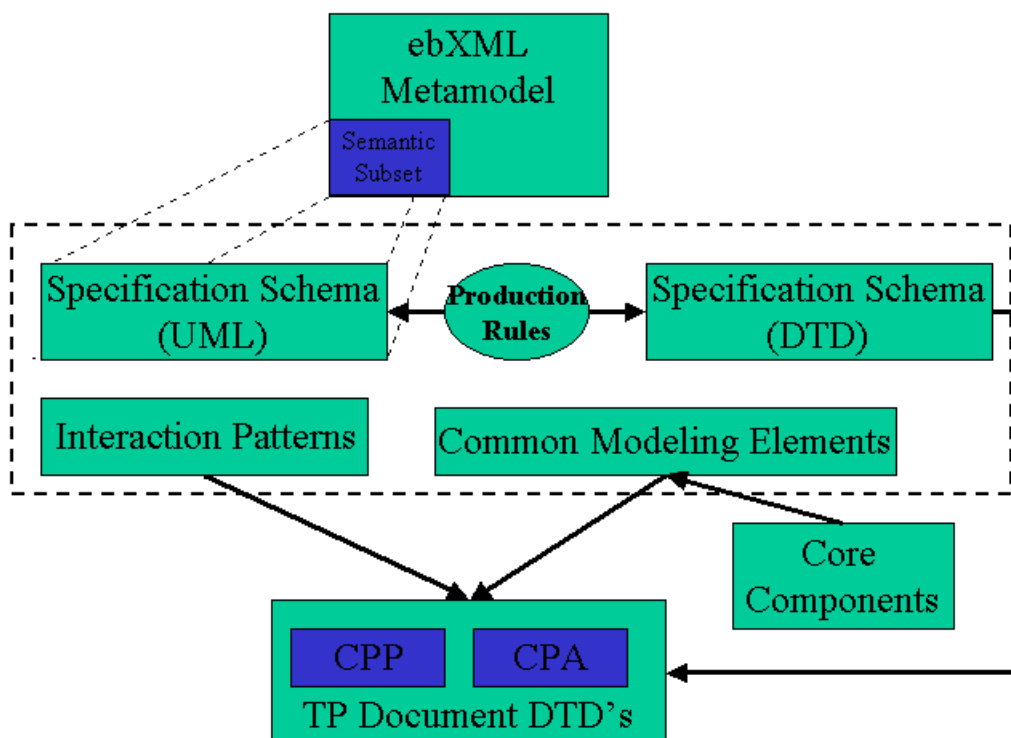 ebXML
Metamodel
Semantic
Subset
Specification Schema
(UML)
Production
Rules
Specification Schema
(DTD)
Interaction Patterns
Common Modeling Elements
Core
Components
CPP
CPA
TP Document DTD’s